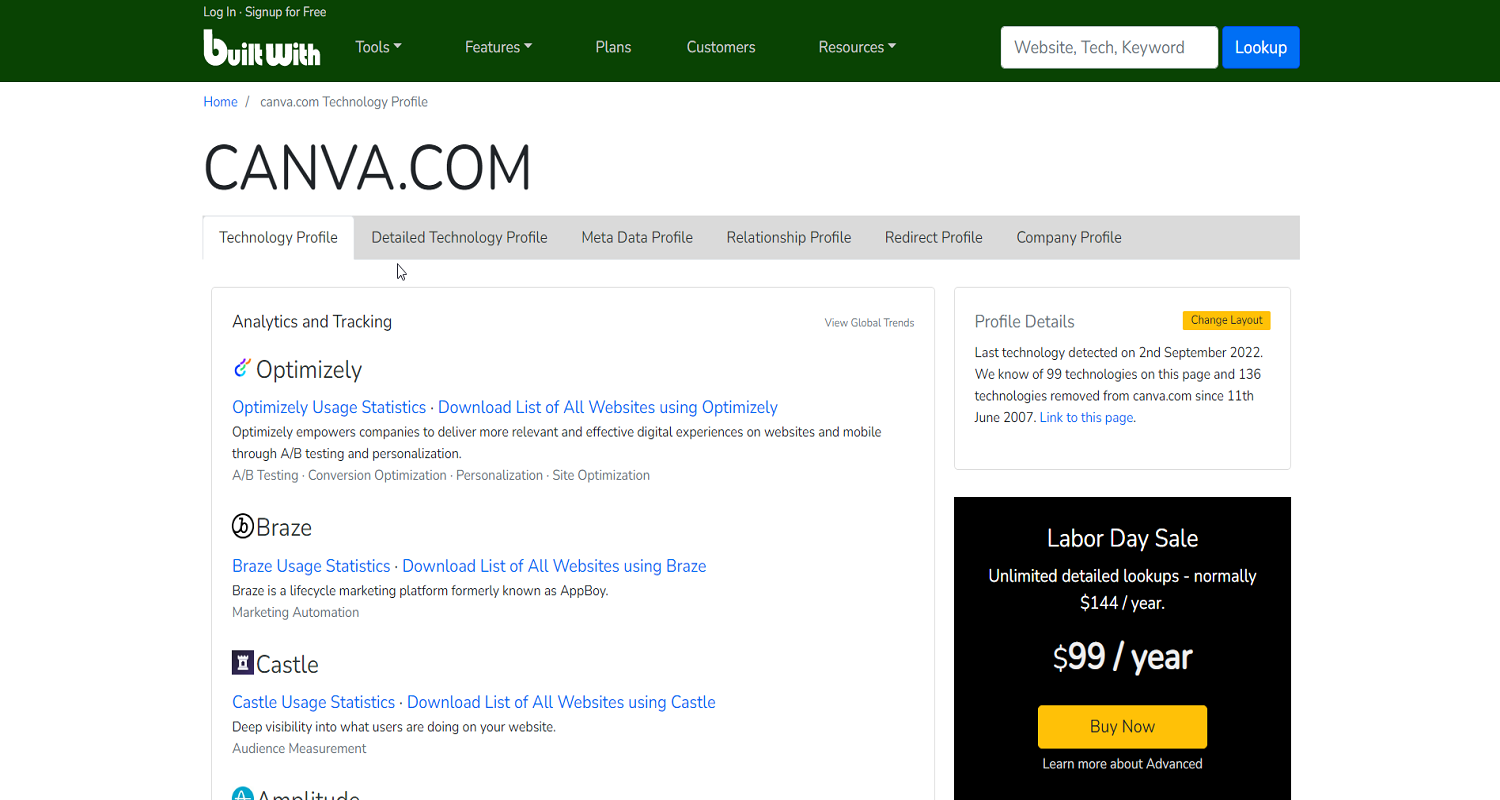 Log In · Signup for Free
builtwith
Tools
Features
Plans
Customers
Resources
Website, Tech, Keyword
Lookup
Home / canva.com Technology Profile
CANVA.COM
Technology Profile
Detailed Technology Profile
Meta Data Profile
Relationship Profile
Redirect Profile
Company Profile
Analytics and Tracking
View Global Trends
Optimizely
Optimizely Usage Statistics · Download List of All Websites using Optimizely
Optimizely empowers companies to deliver more relevant and effective digital experiences on websites and mobile
through A/B testing and personalization.
A/B Testing · Conversion Optimization · Personalization · Site Optimization
Braze
Braze Usage Statistics · Download List of All Websites using Braze
Braze is a lifecycle marketing platform formerly known as AppBoy.
Marketing Automation
Castle
Castle Usage Statistics · Download List of All Websites using Castle
Deep visibility into what users are doing on your website.
Audience Measurement
Amplitude
Profile Details
Change Layout
Last technology detected on 2nd September 2022.
We know of 99 technologies on this page and 136
technologies removed from canva.com since 11th
June 2007. Link to this page.
Labor Day Sale
Unlimited detailed lookups - normally
$144 / year.
$99 / year
Buy Now
Learn more about Advanced